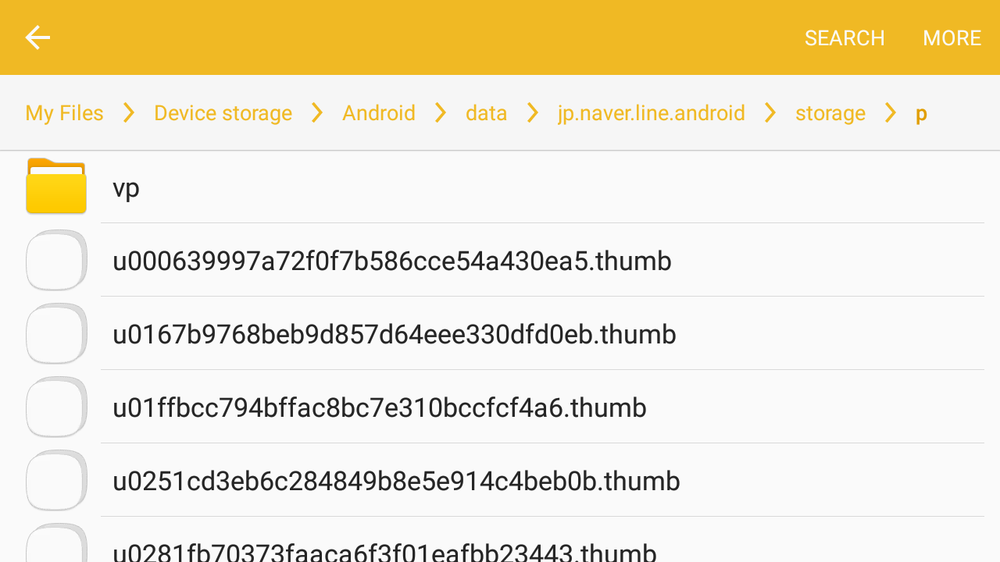 SEARCH MORE
My Files Device storage Android data jp.naver.line.android storage p
vp
u000639997a72f0f7b586cce54a430ea5.thumb
u0167b9768beb9d857d64eee330dfd0eb.thumb
u01ffbcc794bffac8bc7e310bccfcf4a6.thumb
u0251cd3eb6c284849b8e5e914c4beb0b.thumb
u0281fb70373faaca6f3f01eafbb23443.thumb